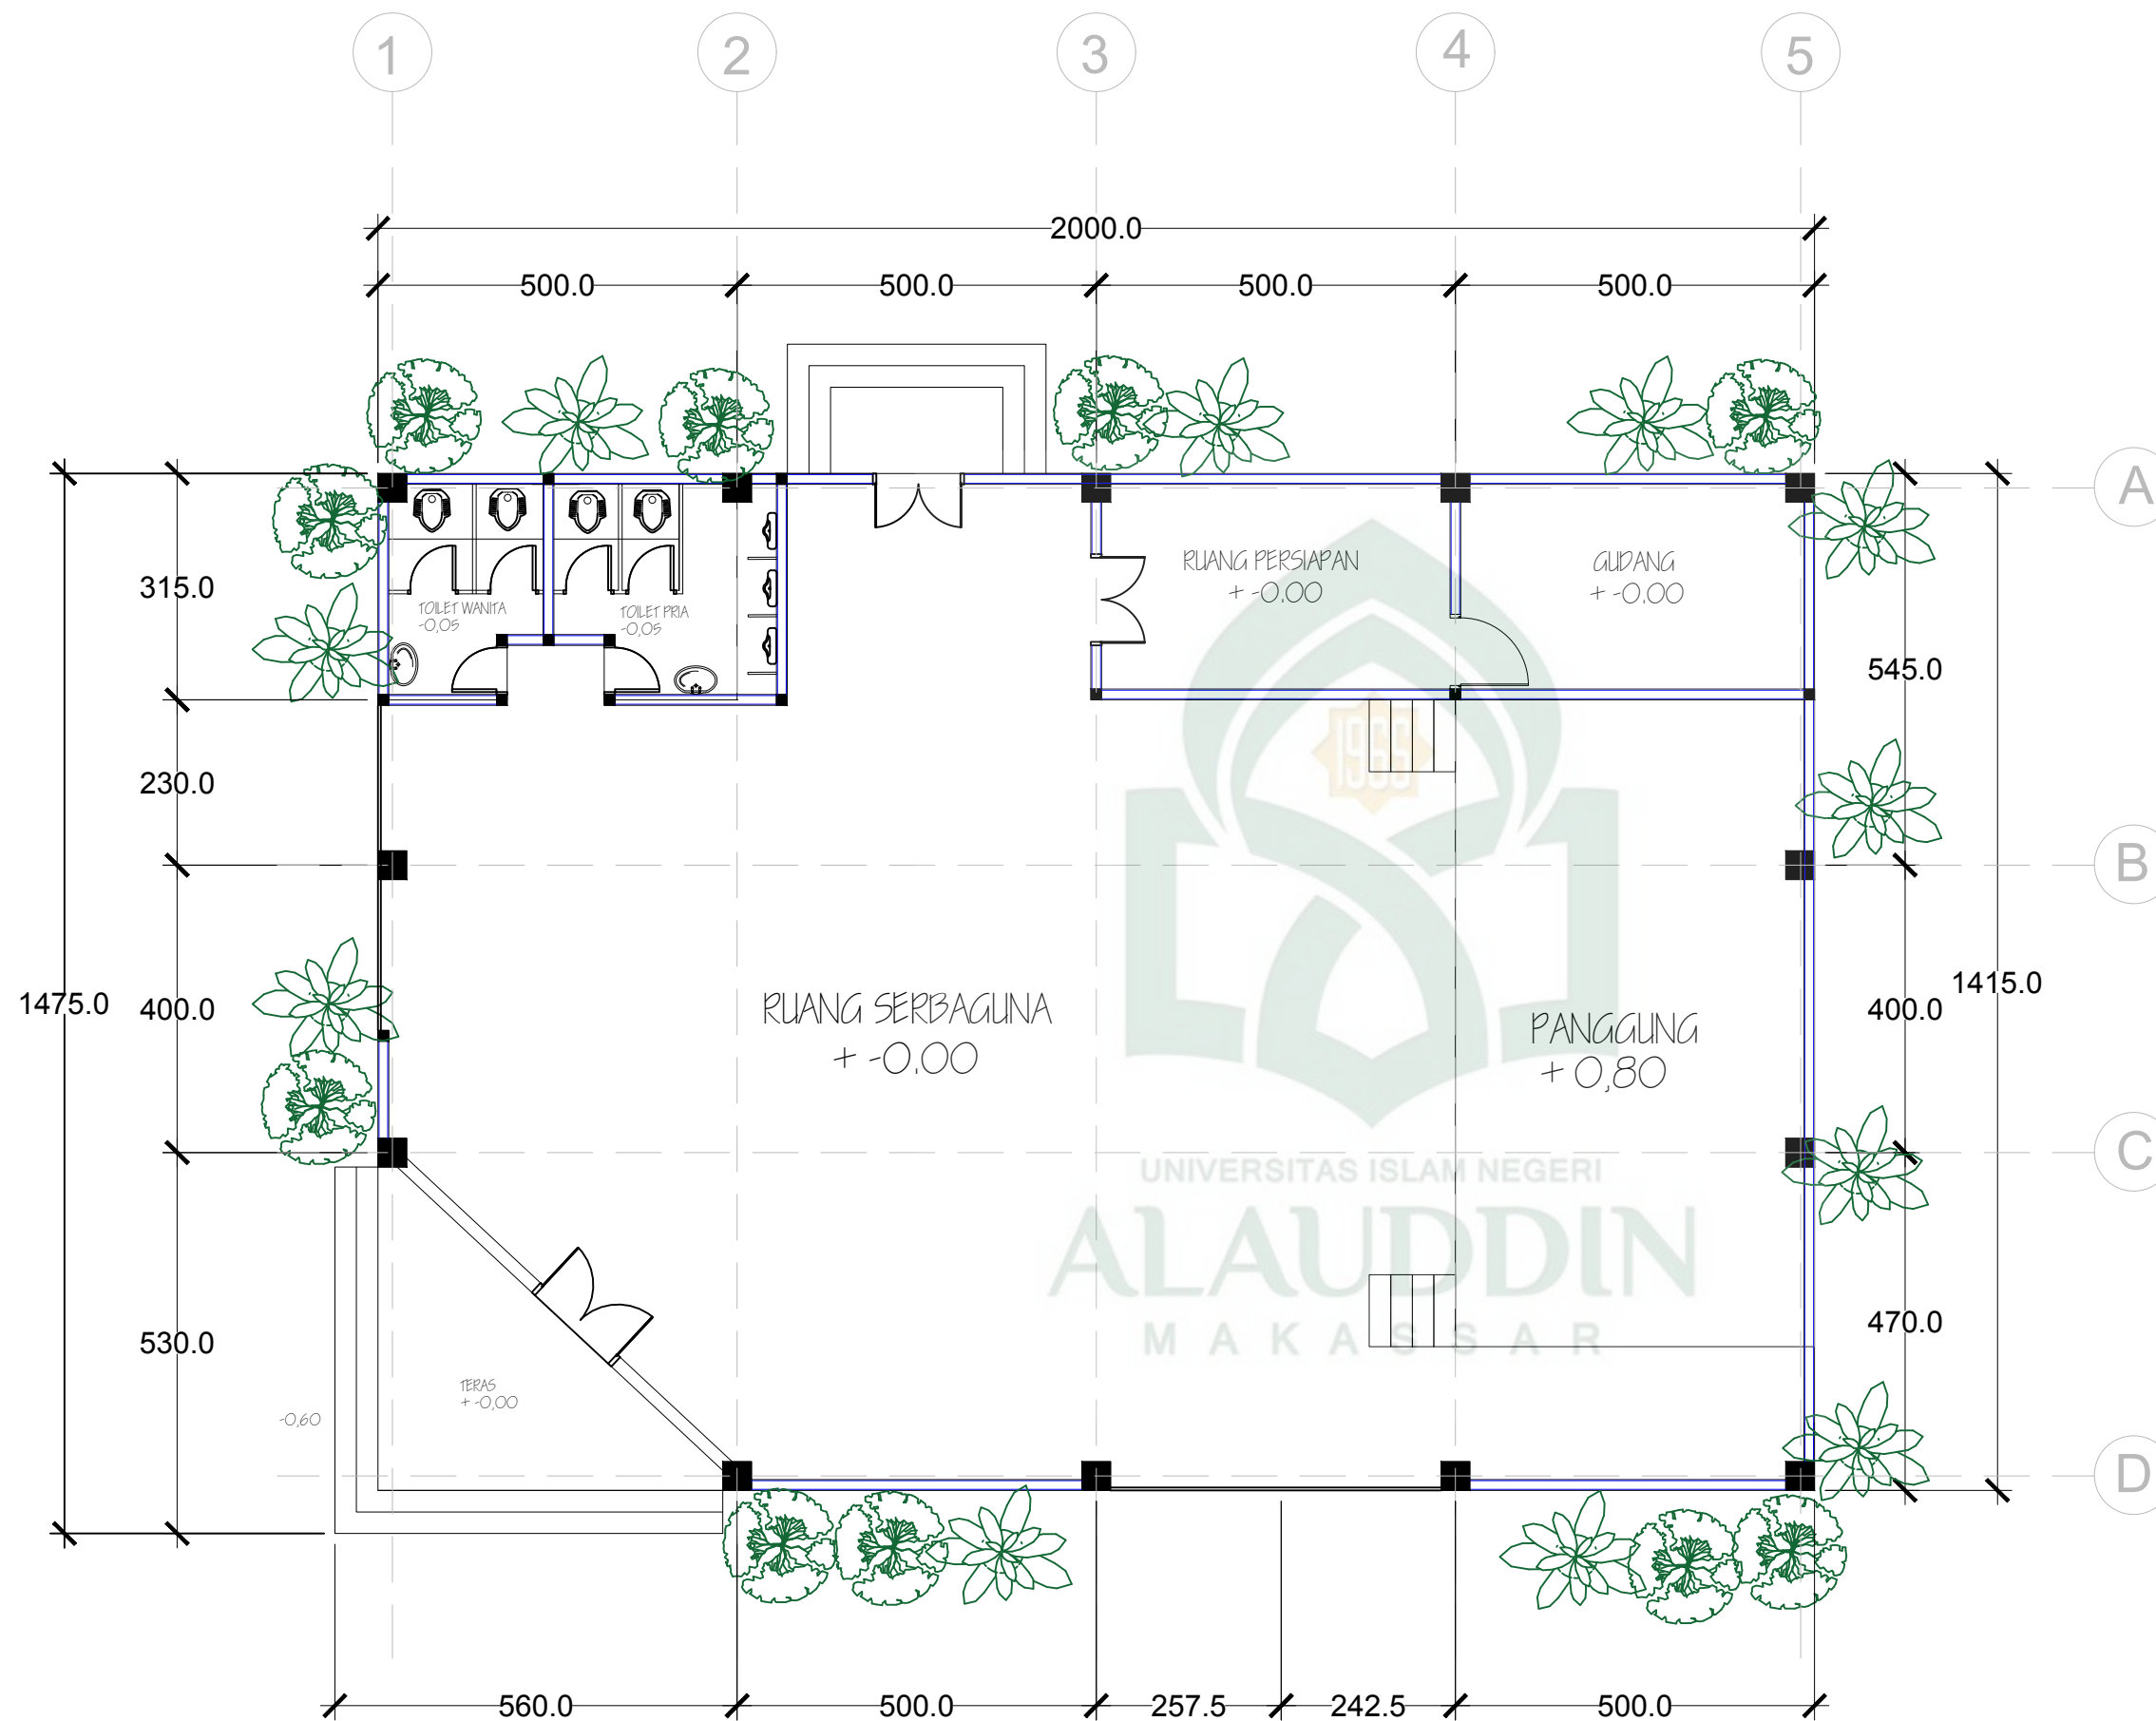 1
2
3
4
5
2000.0
500.0
500.0
500.0
500.0
A
RUANG PERSIAPAN
+ -0,00
GUDANG
+ -0,00
315.0
TOILET WANITA
-0,05
TOILET PRIA
-0,05
545.0
1965
230.0
B
1475.0
400.0
RUANG SERBAGUNA
+ -0,00
PANGGUNG
+ 0,80
400.0
1415.0
C
UNIVERSITAS ISLAM NEGERI
ALAUDDIN
MAKASSAR
530.0
470.0
TERAS
+ -0,00
-0,60
D
560.0
500.0
257.5
242.5
500.0